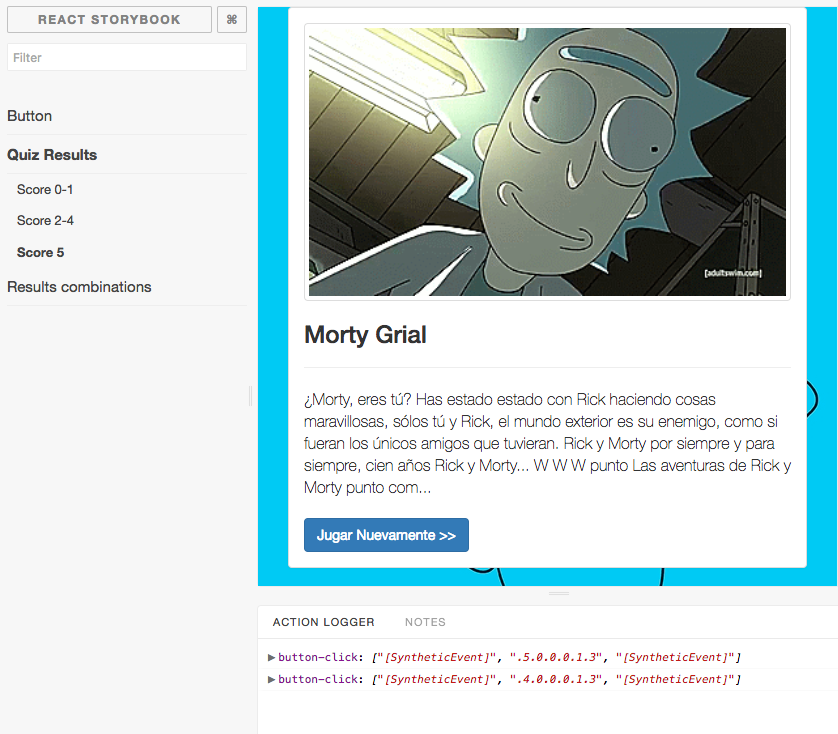 REACT STORYBOOK
⌘
Filter
Button
Quiz Results
Score 0-1
Score 2-4
Score 5
Results combinations
[adultswim.com]
Morty Grial
¿Morty, eres tú? Has estado estado con Rick haciendo cosas
maravillosas, sólos tú y Rick, el mundo exterior es su enemigo, como si
fueran los únicos amigos que tuvieran. Rick y Morty por siempre y para
siempre, cien años Rick y Morty... W W W punto Las aventuras de Rick y
Morty punto com...
Jugar Nuevamente >>
ACTION LOGGER NOTES
▶ button-click: ["[SyntheticEvent]", ".5.0.0.0.1.3", "[SyntheticEvent]"]
▶ button-click: ["[SyntheticEvent]", ".4.0.0.0.1.3", "[SyntheticEvent]"]